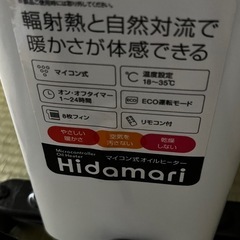 輻射熱と自然対流で
暖かさが体感できる
マイコン式
温度設定
18~35℃
オン・オフタイマー
1~24時間
ECO
ECO運転モード
8枚フィン
リモコン付
やさしい
暖かさ
空気を
汚さない
乾燥
しない
Microcontroller
Oil Heater
マイコン式オイルヒーター
Hidamari